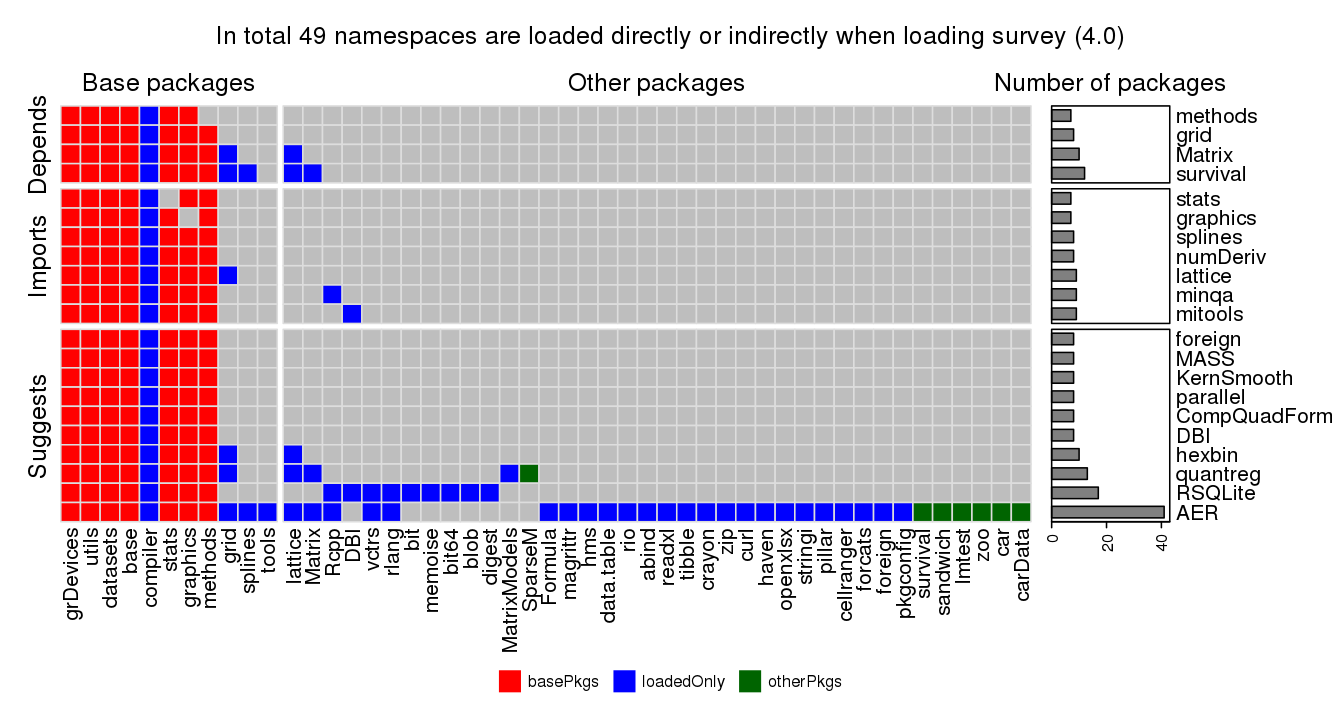 In total 49 namespaces are loaded directly or indirectly when loading survey (4.0)
Base packages
Other packages
Number of packages
Depends
methods
grid
Matrix
survival
Imports
stats
graphics
splines
numDeriv
lattice
minqa
mitools
Suggests
foreign
MASS
KernSmooth
parallel
CompQuadForm
DBI
hexbin
quantreg
RSQLite
AER
grDevices
utils
datasets
base
compiler
stats
graphics
methods
grid
splines
tools
lattice
Matrix
Rcpp
DBI
vctrs
rlang
bit
memoise
bit64
blob
digest
MatrixModels
SparseM
Formula
magrittr
hms
data.table
rio
abind
readxl
tibble
crayon
zip
curl
haven
openxlsx
stringi
pillar
cellranger
forcats
foreign
pkgconfig
survival
sandwich
lmtest
zoo
car
carData
0
20
40
basePkgs
loadedOnly
otherPkgs